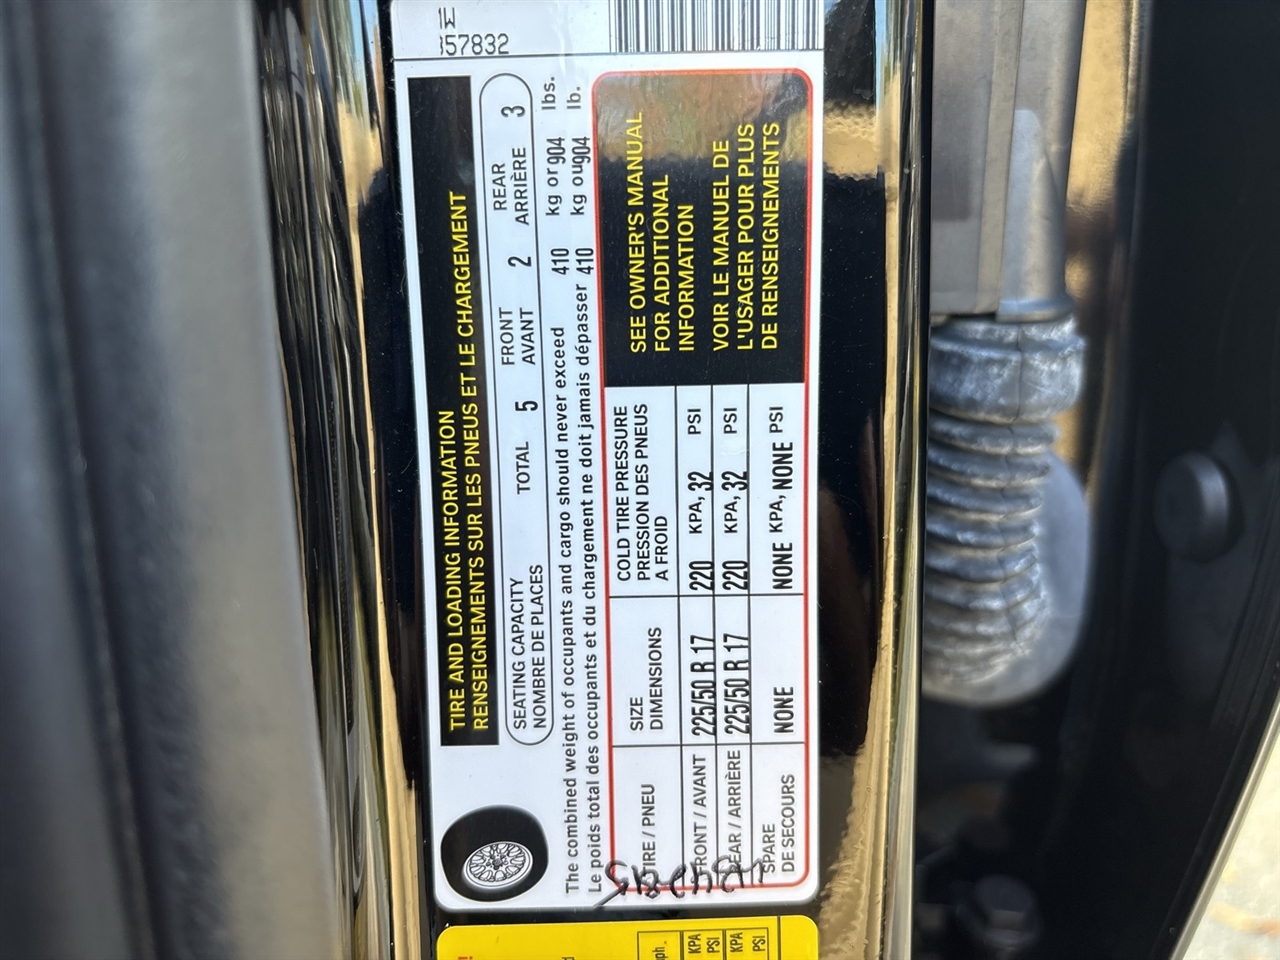 357832
TIRE AND LOADING INFORMATION
RENSEIGNEMENTS SUR LES PNEUS ET LE CHARGEMENT
SEATING CAPACITY TOTAL 5 FRONT 2 REAR 3
NOMBRE DE PLACES AVANT ARRIÈRE
The combined weight of occupants and cargo should never exceed 410 kg or 904 lbs.
Le poids total des occupants et du chargement ne doit jamais dépasser 410 kg ou 904 lb.
TIRE / PNEU
SIZE
DIMENSIONS
COLD TIRE PRESSURE
PRESSION DES PNEUS
A FROID
FRONT / AVANT 225/50 R 17 220 KPA, 32 PSI
REAR / ARRIÈRE 225/50 R 17 220 KPA, 32 PSI
SPARE
DE SECOURS
NONE NONE KPA, NONE PSI
SEE OWNER'S MANUAL
FOR ADDITIONAL
INFORMATION
VOIR LE MANUEL DE
L'USAGER POUR PLUS
DE RENSEIGNEMENTS
KPA
PSI
KPA
PSI